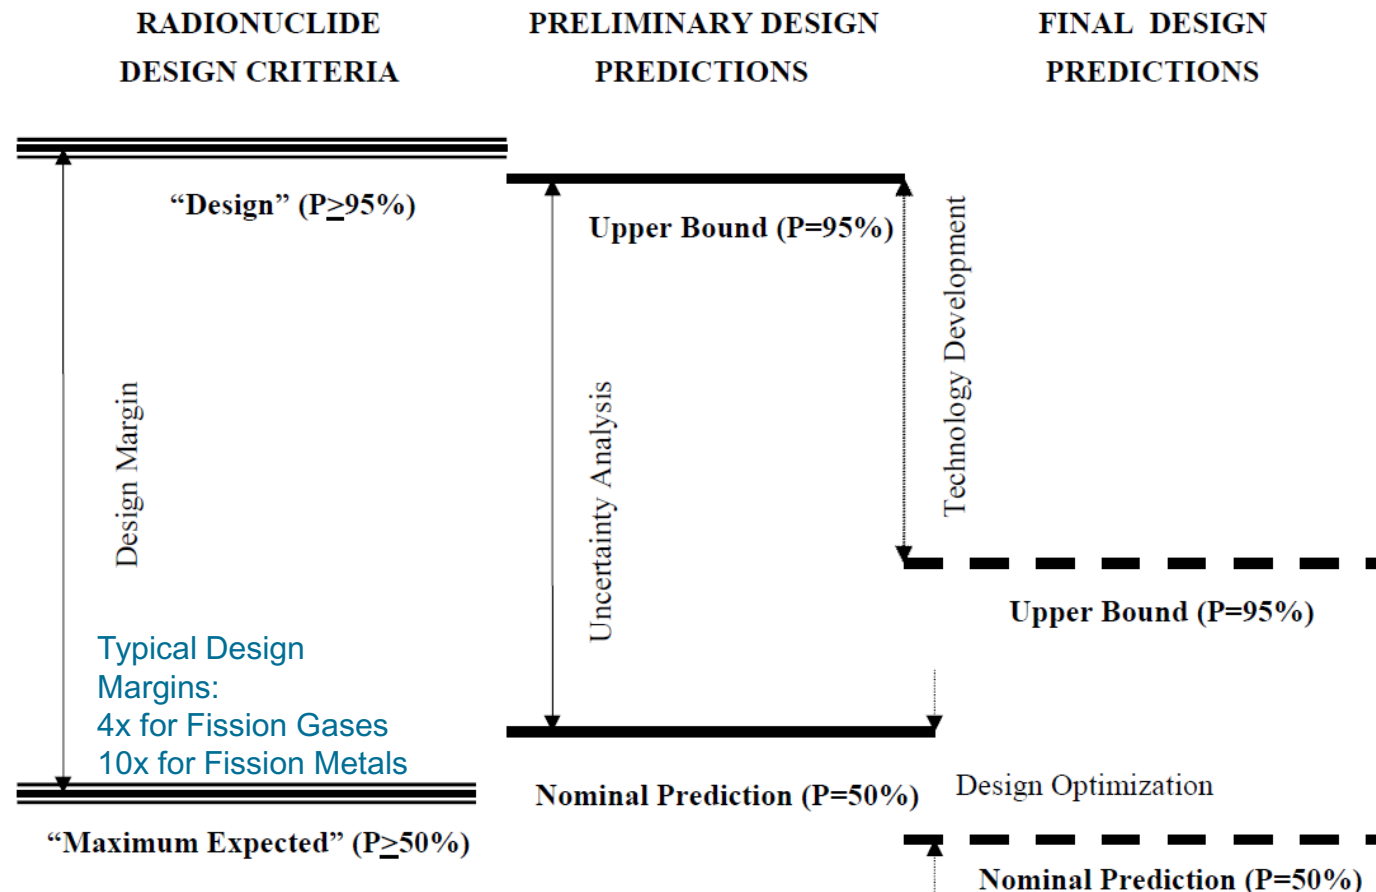 RADIONUCLIDE
DESIGN CRITERIA
PRELIMINARY DESIGN
PREDICTIONS
FINAL DESIGN
PREDICTIONS
“Design” (P≥95%)
Design Margin
Typical Design
Margins:
4x for Fission Gases
10x for Fission Metals
“Maximum Expected” (P≥50%)
Upper Bound (P=95%)
Uncertainty Analysis
Nominal Prediction (P=50%)
Technology Development
Upper Bound (P=95%)
Design Optimization
Nominal Prediction (P=50%)